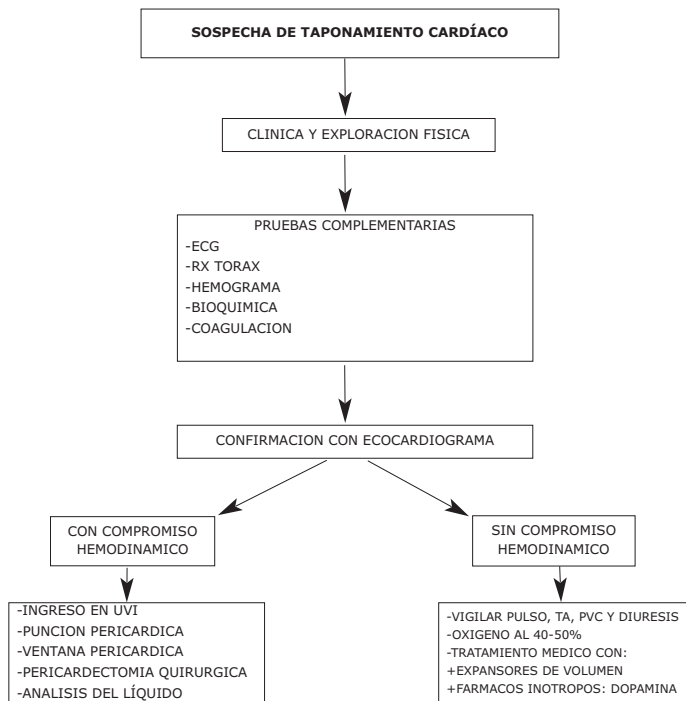 SOSPECHA DE TAPONAMIENTO CARDÍACO
CLINICA Y EXPLORACION FISICA
PRUEBAS COMPLEMENTARIAS
-ECG
-RX TORAX
-HEMOGRAMA
-BIOQUIMICA
-COAGULACION
CONFIRMACION CON ECOCARDIOGRAMA
CON COMPROMISO
HEMODINAMICO
-INGRESO EN UVI
-PUNCION PERICARDICA
-VENTANA PERICARDICA
-PERICARDECTOMIA QUIRURGICA
-ANALISIS DEL LÍQUIDO
SIN COMPROMISO
HEMODINAMICO
-VIGILAR PULSO, TA, PVC Y DIURESIS
-OXIGENO AL 40-50%
-TRATAMIENTO MEDICO CON:
+EXPANSORES DE VOLUMEN
+FARMACOS INOTROPOS: DOPAMINA